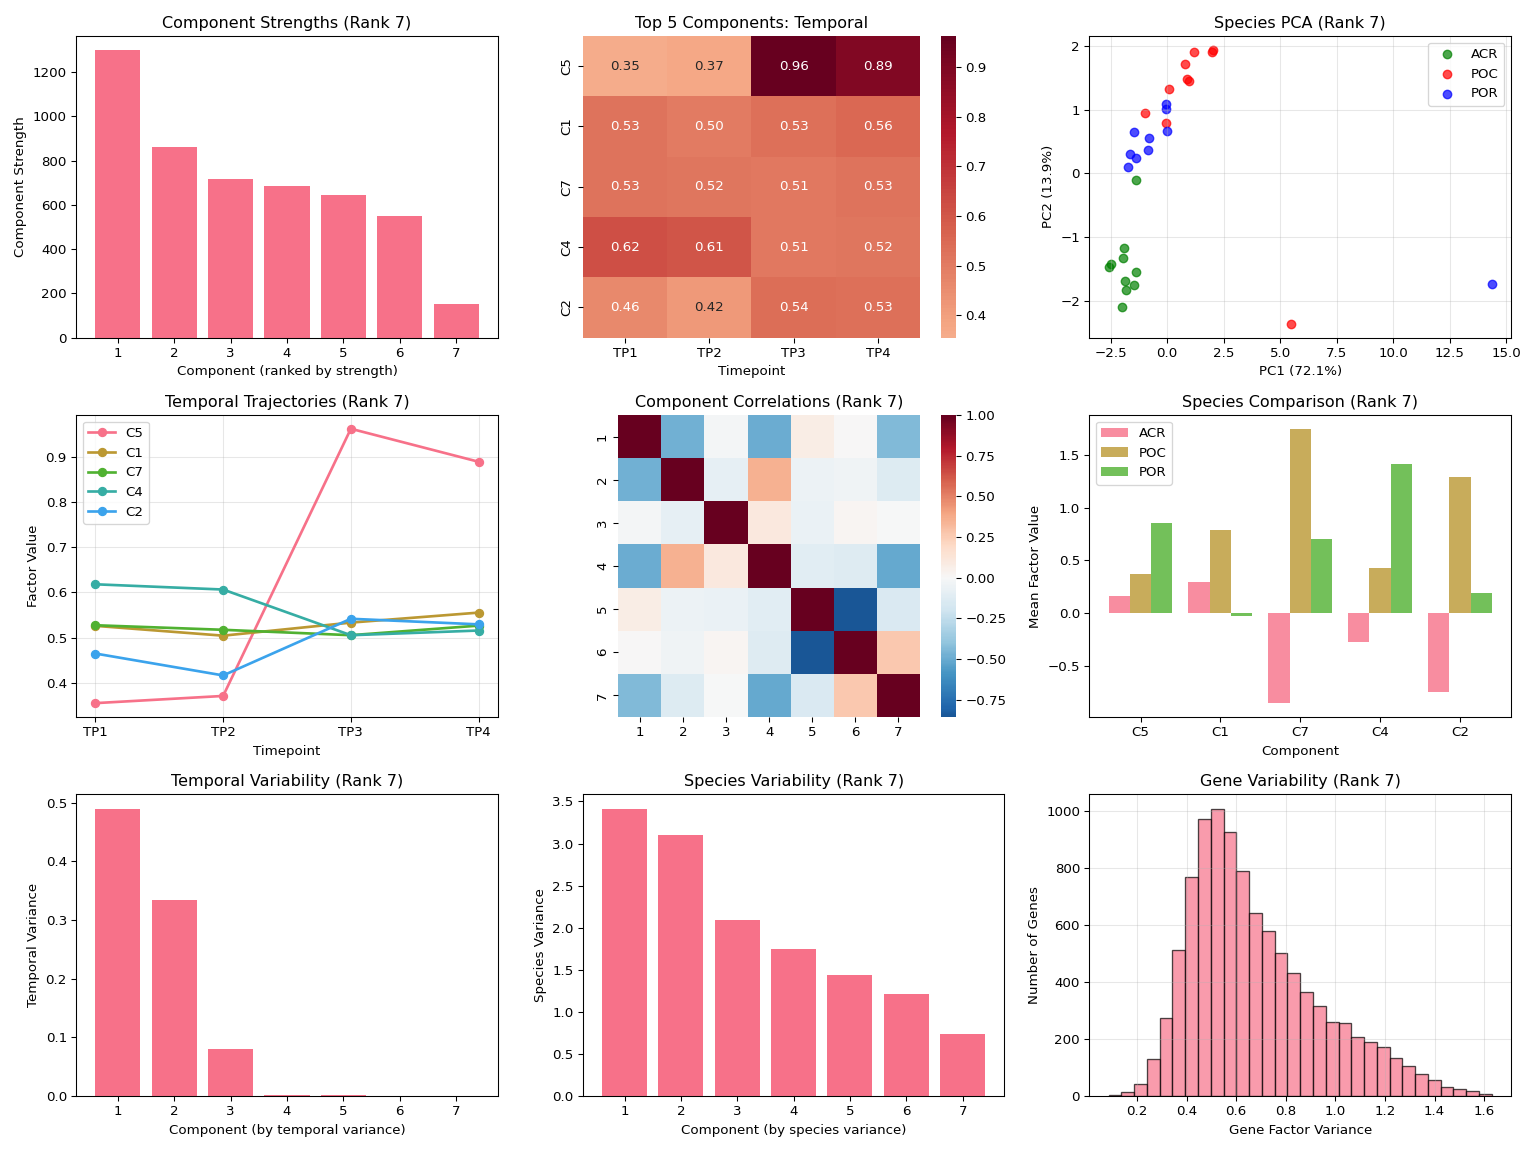 Component Strengths (Rank 7)
Component Strength
1200
1000
800
600
400
200
0
1 2 3 4 5 6 7
Component (ranked by strength)
Top 5 Components: Temporal
C5 0.35 0.37 0.96 0.89
C1 0.53 0.50 0.53 0.56
C7 0.53 0.52 0.51 0.53
C4 0.62 0.61 0.51 0.52
C2 0.46 0.42 0.54 0.53
TP1 TP2 TP3 TP4
Timepoint
0.9
0.8
0.7
0.6
0.5
0.4
Species PCA (Rank 7)
ACR
POC
POR
PC2 (13.9%)
2
1
0
−1
−2
−2.5 0.0 2.5 5.0 7.5 10.0 12.5 15.0
PC1 (72.1%)
Temporal Trajectories (Rank 7)
C5
C1
C7
C4
C2
Factor Value
0.9
0.8
0.7
0.6
0.5
0.4
TP1 TP2 TP3 TP4
Timepoint
Component Correlations (Rank 7)
1
2
3
4
5
6
7
1 2 3 4 5 6 7
1.00
0.75
0.50
0.25
0.00
−0.25
−0.50
−0.75
Species Comparison (Rank 7)
ACR
POC
POR
Mean Factor Value
1.5
1.0
0.5
0.0
−0.5
C5 C1 C7 C4 C2
Component
Temporal Variability (Rank 7)
Temporal Variance
0.5
0.4
0.3
0.2
0.1
0.0
1 2 3 4 5 6 7
Component (by temporal variance)
Species Variability (Rank 7)
Species Variance
3.5
3.0
2.5
2.0
1.5
1.0
0.5
0.0
1 2 3 4 5 6 7
Component (by species variance)
Gene Variability (Rank 7)
Number of Genes
1000
800
600
400
200
0
0.2 0.4 0.6 0.8 1.0 1.2 1.4 1.6
Gene Factor Variance